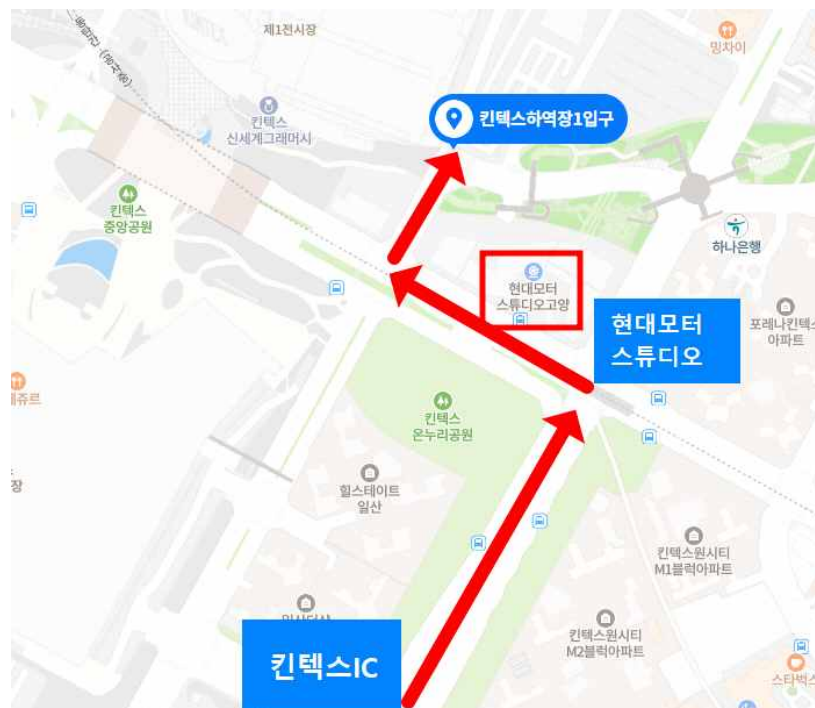 제1전시장
밍차이
킨텍스하역장1입구
킨텍스
신세계그래머시
킨텍스
중앙공원
하나은행
현대모터
스튜디오고양
현대모터
스튜디오
포레나킨텍스
아파트
킨텍스
온누리공원
힐스테이트
일산
킨텍스원시티
M1블럭아파트
킨텍스IC
킨텍스원시티
M2블럭아파트
스타벅스